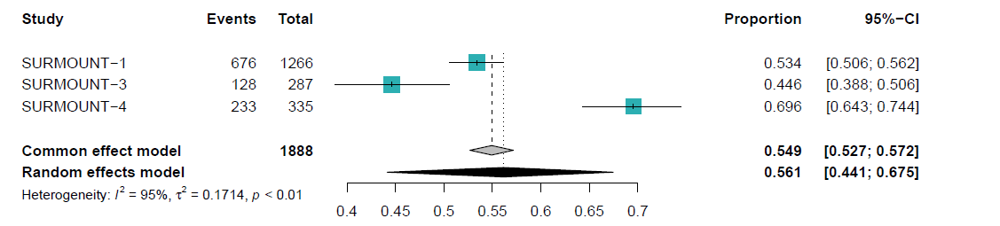 Study Events Total Proportion 95%−CI
SURMOUNT−1 676 1266 0.534 [0.506; 0.562]
SURMOUNT−3 128 287 0.446 [0.388; 0.506]
SURMOUNT−4 233 335 0.696 [0.643; 0.744]
Common effect model 1888 0.549 [0.527; 0.572]
Random effects model 0.561 [0.441; 0.675]
Heterogeneity: I² = 95%, τ² = 0.1714, p < 0.01
0.4 0.45 0.5 0.55 0.6 0.65 0.7